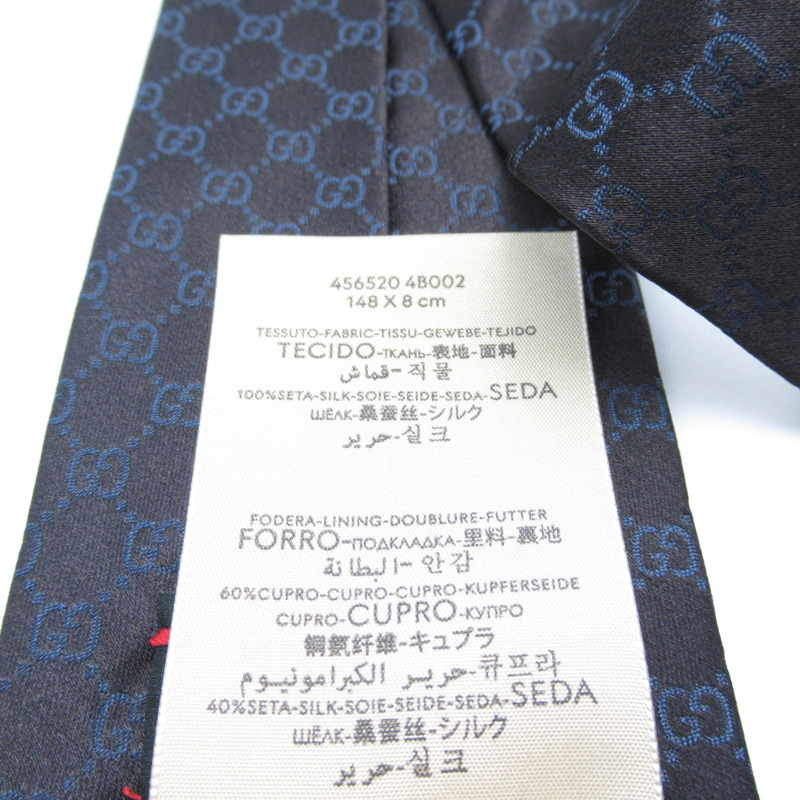 456520 4B002
148 X 8 cm
TESSUTO-FABRIC-TISSU-GEWEBE-TEJIDO
TECIDO-ТКАНЬ-表地-面料
قماش-직물
100%SETA-SILK-SOIE-SEIDE-SEDA-SEDA
ШЁЛК-桑蚕丝-シルク
حرير-실크
FODERA-LINING-DOUBLURE-FUTTER
FORRO-ПОДКЛАДКА-里料-裏地
البطانة-안감
60%CUPRO-CUPRO-CUPRO-KUPFERSEIDE
CUPRO-CUPRO-КУПРО
铜氨纤维-キュプラ
حرير الكبرامونيوم-큐프라
40%SETA-SILK-SOIE-SEIDE-SEDA-SEDA
ШЁЛК-桑蚕丝-シルク
حرير-실크